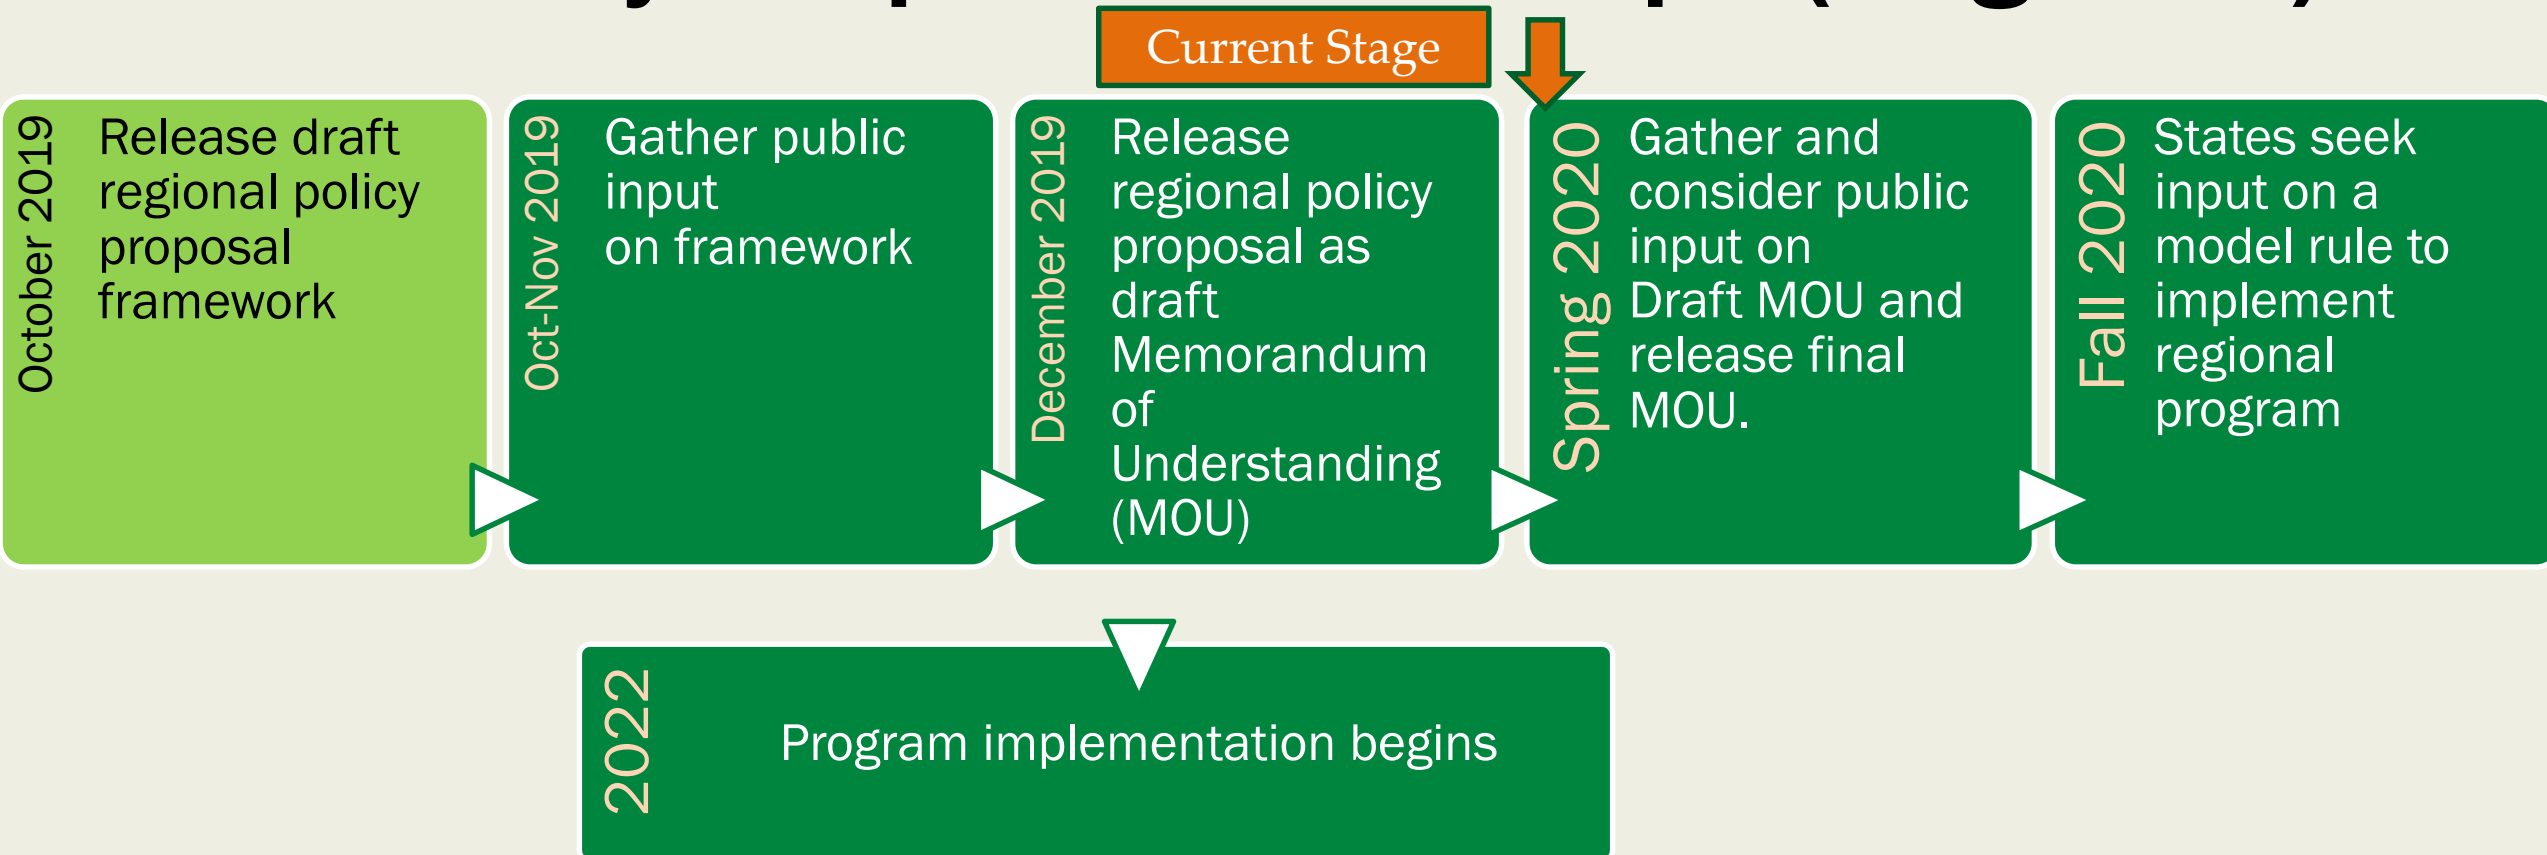 Current Stage
October 2019
Release draft
regional policy
proposal
framework
Oct-Nov 2019
Gather public
input
on framework
December 2019
Release
regional policy
proposal as
draft
Memorandum
of
Understanding
(MOU)
Spring 2020
Gather and
consider public
input on
Draft MOU and
release final
MOU.
Fall 2020
States seek
input on a
model rule to
implement
regional
program
2022
Program implementation begins